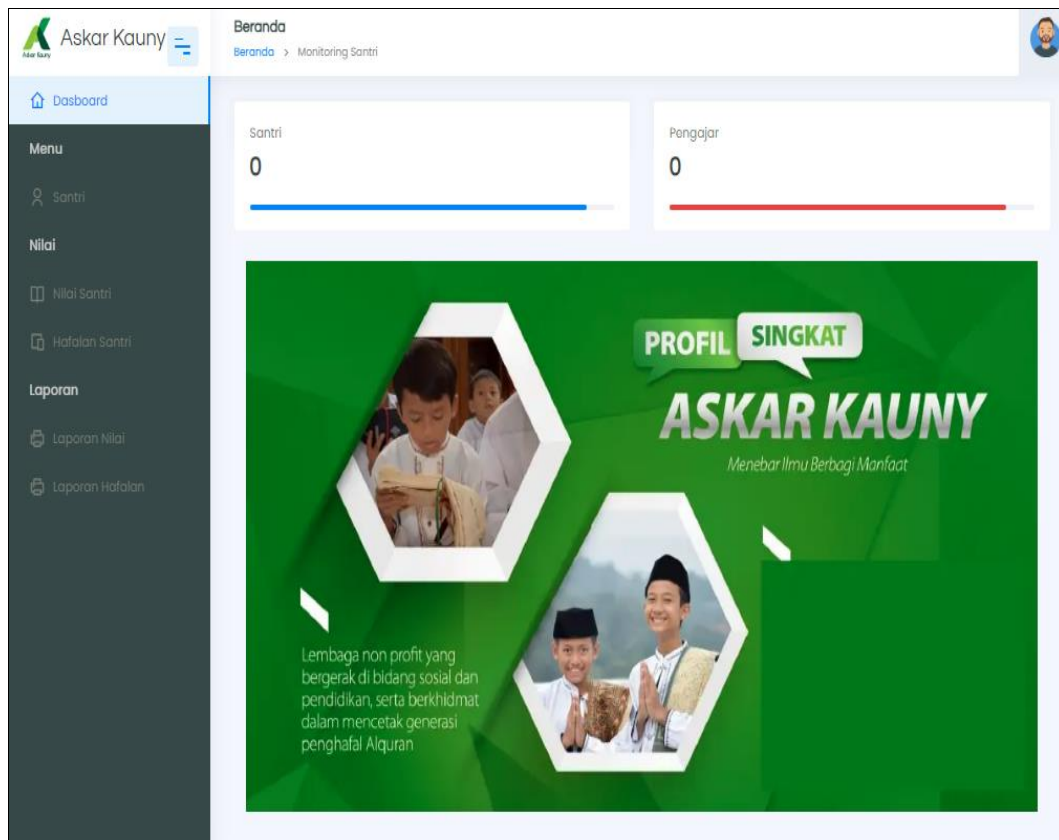 Askar Kauny
Askar Kauny
Beranda
Beranda > Monitoring Santri
Dasboard
Menu
Santri
Nilai
Nilai Santri
Hafalan Santri
Laporan
Laporan Nilai
Laporan Hafalan
Santri
0
Pengajar
0
PROFIL SINGKAT
ASKAR KAUNY
Menebar Ilmu Berbagi Manfaat
Lembaga non profit yang
bergerak di bidang sosial dan
pendidikan, serta berkhidmat
dalam mencetak generasi
penghafal Alquran